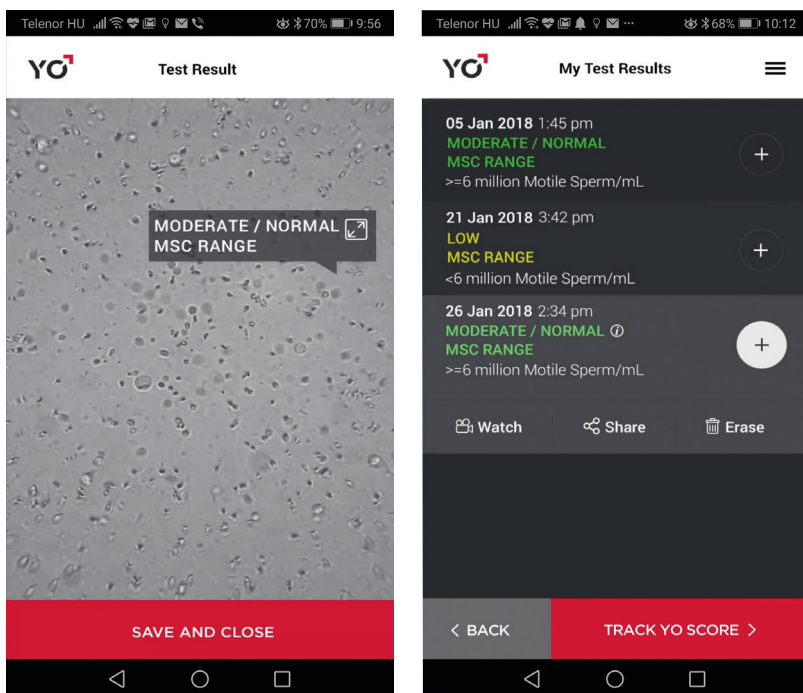 Telenor HU 70% 9:56
YO
Test Result
MODERATE / NORMAL
MSC RANGE
SAVE AND CLOSE
Telenor HU 68% 10:12
YO
My Test Results
05 Jan 2018 1:45 pm
MODERATE / NORMAL
MSC RANGE
>=6 million Motile Sperm/mL
21 Jan 2018 3:42 pm
LOW
MSC RANGE
<6 million Motile Sperm/mL
26 Jan 2018 2:34 pm
MODERATE / NORMAL
MSC RANGE
>=6 million Motile Sperm/mL
Watch Share Erase
< BACK TRACK YO SCORE >